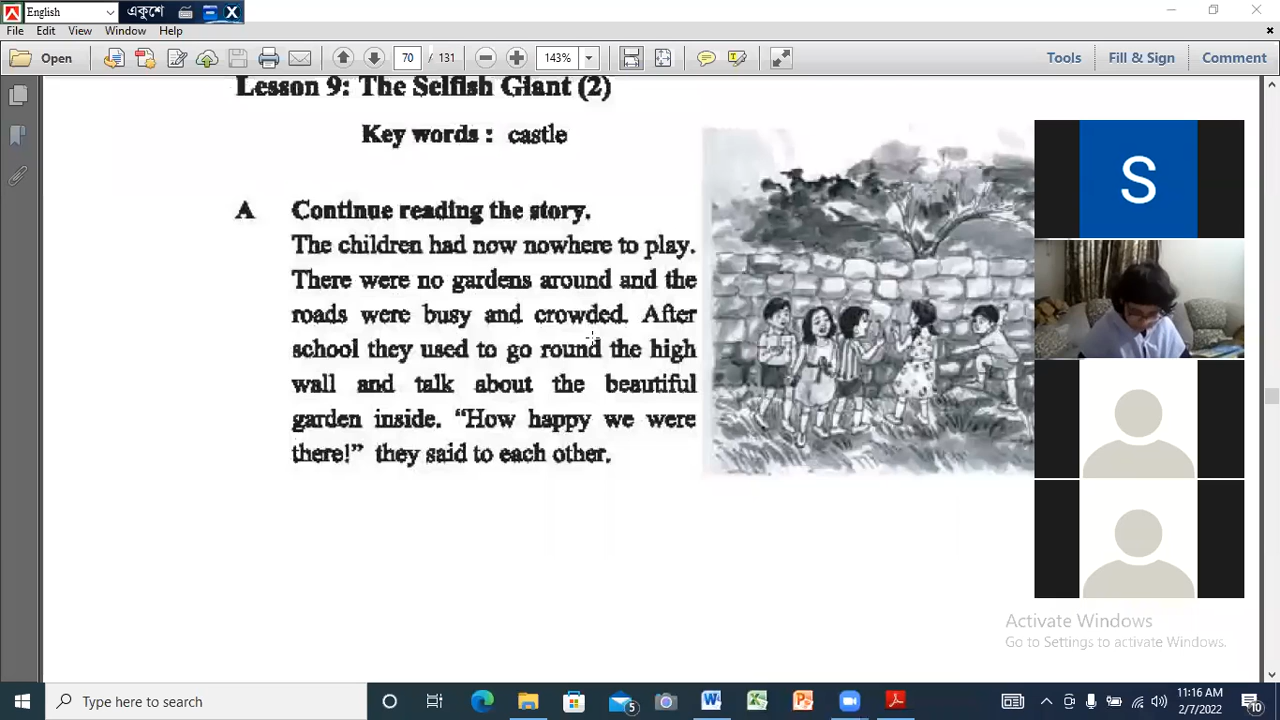 English
একুশে
File Edit View Window Help
Open
70 / 131
143%
Tools
Fill & Sign
Comment
Lesson 9: The Selfish Giant (2)
Key words : castle
A Continue reading the story.
The children had now nowhere to play.
There were no gardens around and the
roads were busy and crowded. After
school they used to go round the high
wall and talk about the beautiful
garden inside. “How happy we were
there!” they said to each other.
S
Activate Windows
Go to Settings to activate Windows.
Type here to search
5
11:16 AM
2/7/2022
10